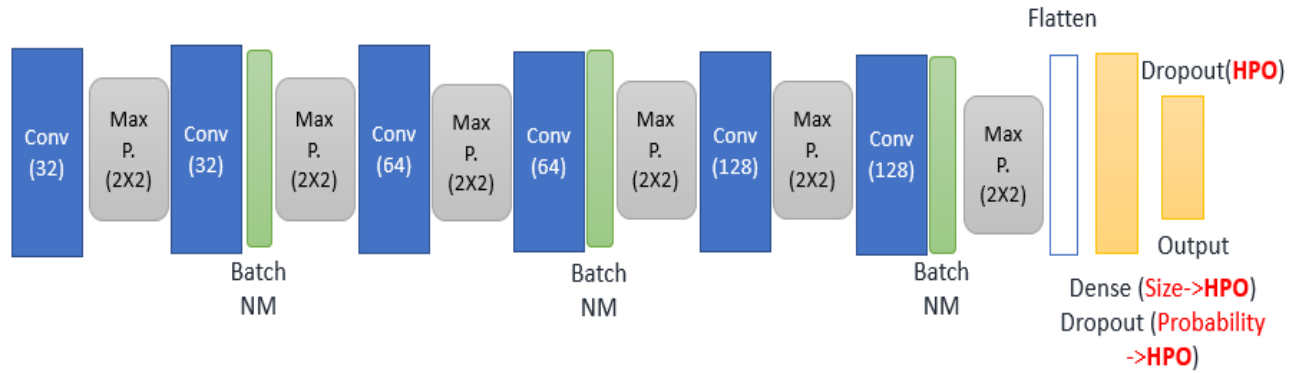 Flatten
Dropout(HPO)
Conv
(32)
Max
P.
(2X2)
Conv
(32)
Max
P.
(2X2)
Conv
(64)
Max
P.
(2X2)
Conv
(64)
Max
P.
(2X2)
Conv
(128)
Max
P.
(2X2)
Conv
(128)
Max
P.
(2X2)
Batch
NM
Batch
NM
Batch
NM
Output
Dense (Size->HPO)
Dropout (Probability
->HPO)